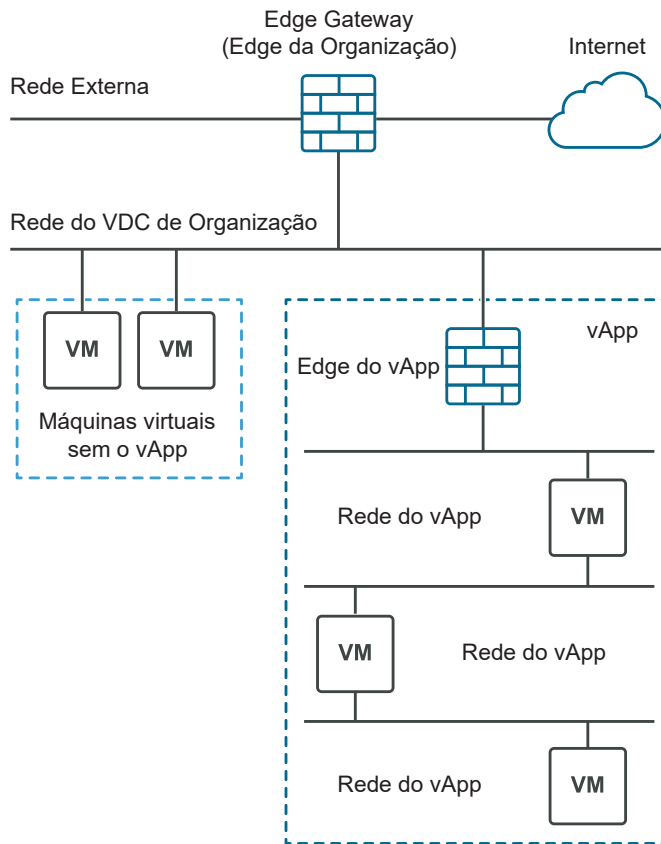 Edge Gateway
(Edge da Organização)
Internet
Rede Externa
Rede do VDC de Organização
VM
VM
Máquinas virtuais
sem o vApp
vApp
Edge do vApp
Rede do vApp
VM
VM
Rede do vApp
Rede do vApp
VM